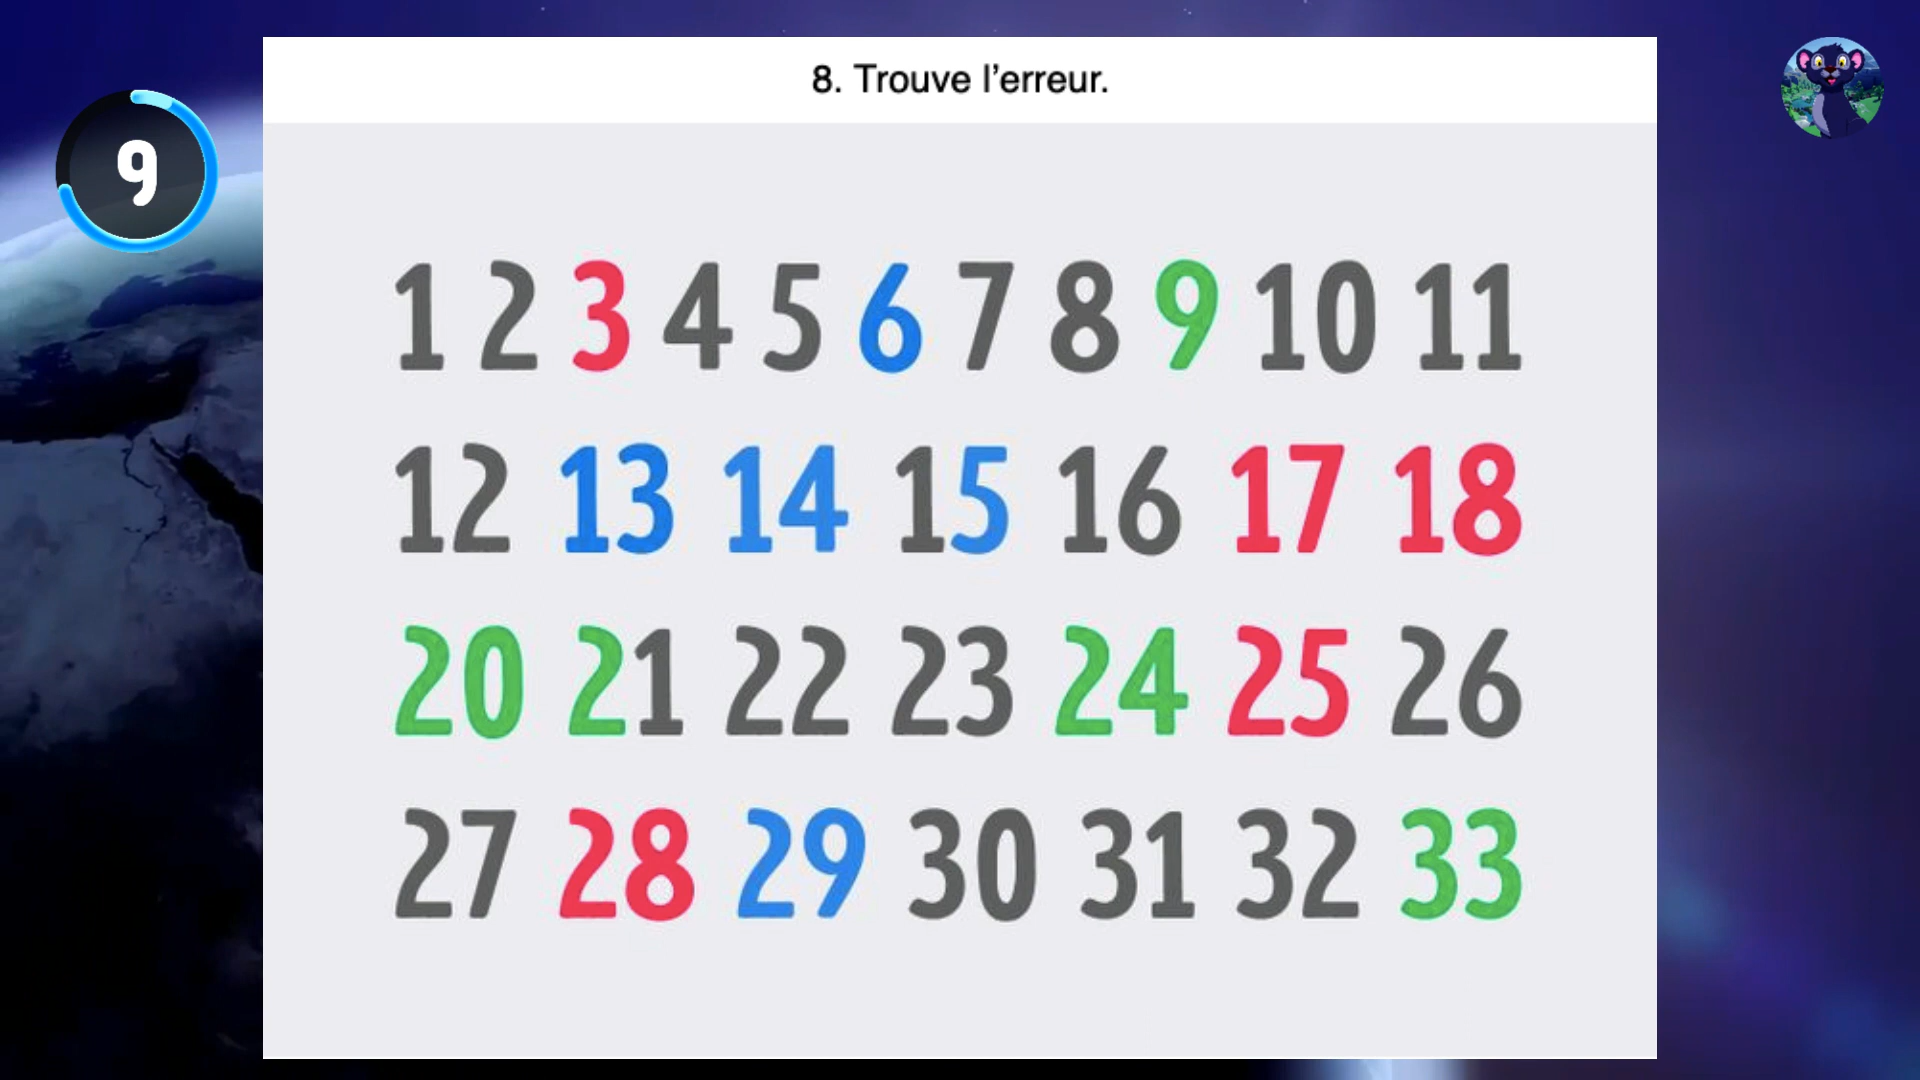 8. Trouve l’erreur.
9
1 2 3 4 5 6 7 8 9 10 11
12 13 14 15 16 17 18
20 21 22 23 24 25 26
27 28 29 30 31 32 33